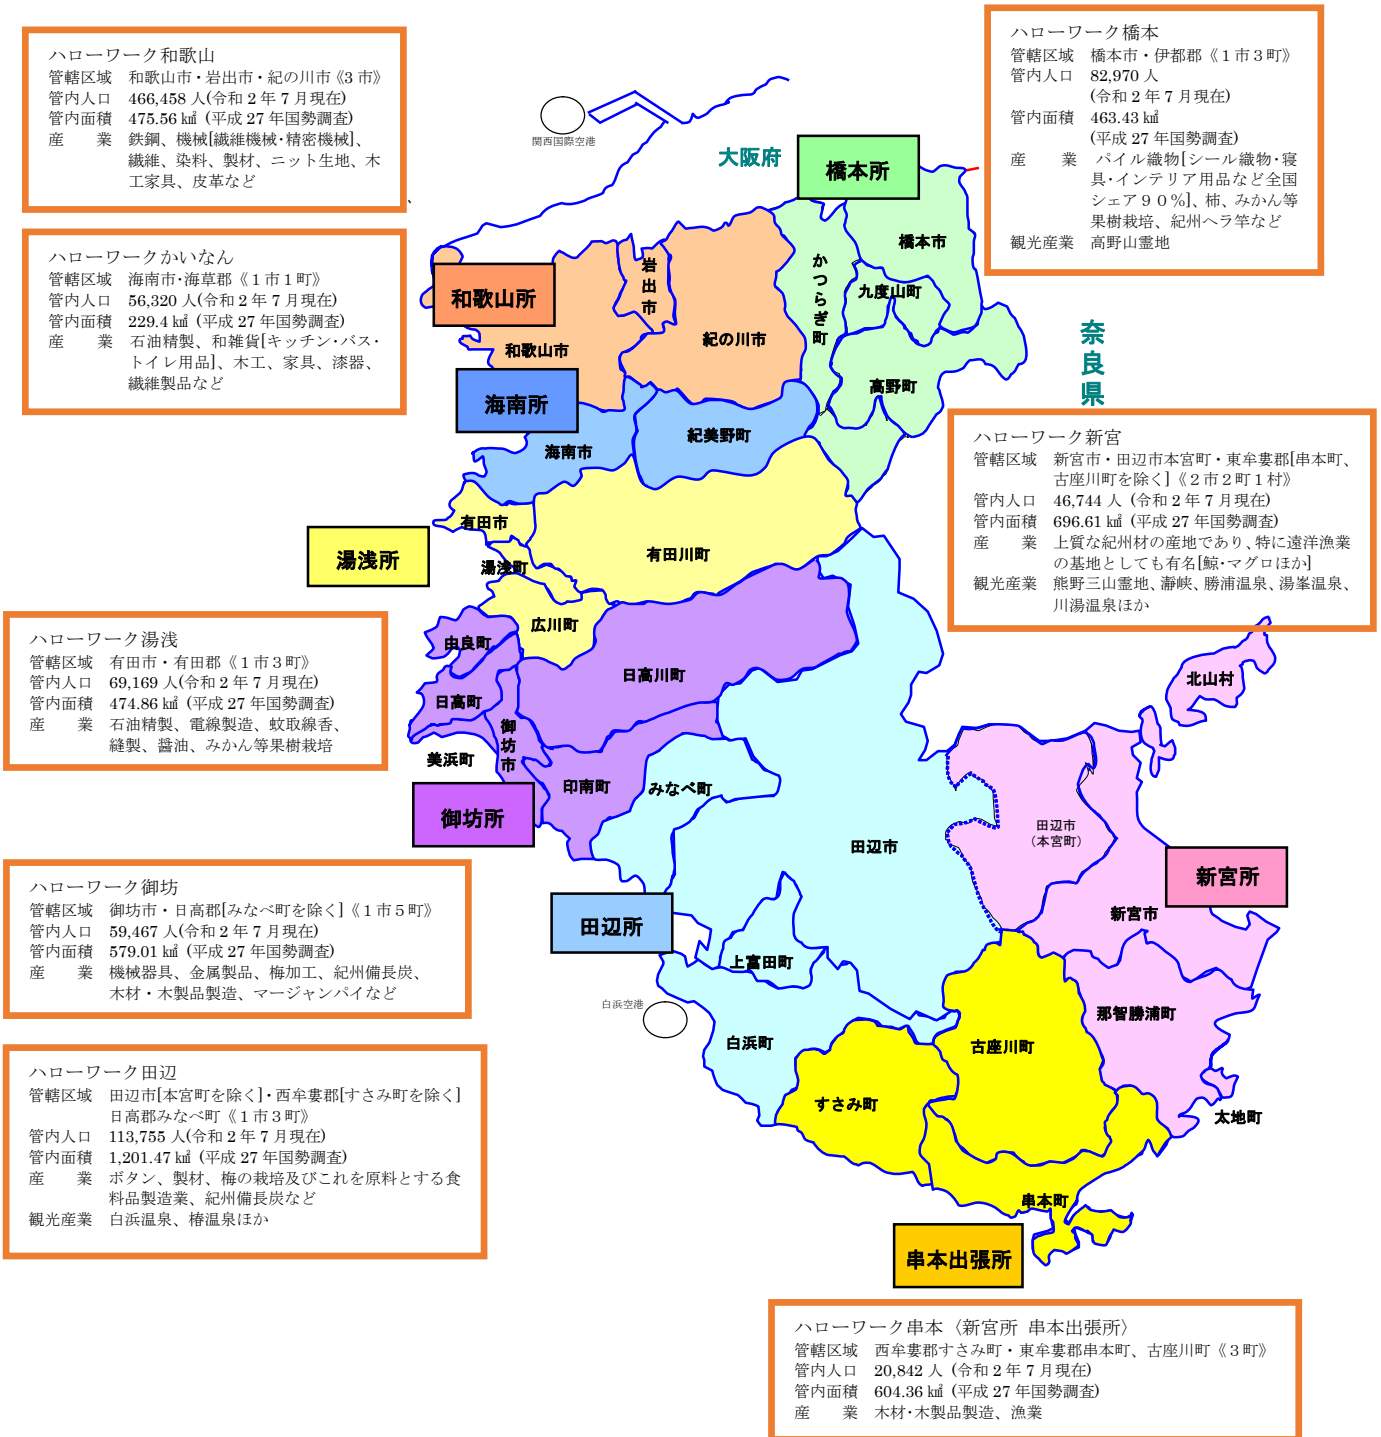 ハローワーク和歌山
管轄区域 和歌山市・岩出市・紀の川市《3 市》
管内人口 466,458 人(令和 2 年 7 月現在)
管内面積 475.56 ㎢ (平成 27 年国勢調査)
産 業 鉄鋼、機械[繊維機械・精密機械]、
繊維、染料、製材、ニット生地、木
工家具、皮革など
、
ハローワークかいなん
管轄区域 海南市・海草郡《１市１町》
管内人口 56,320 人(令和 2 年 7 月現在)
管内面積 229.4 ㎢ (平成 27 年国勢調査)
産 業 石油精製、和雑貨[キッチン・バス・
トイレ用品]、木工、家具、漆器、
繊維製品など
ハローワーク橋本
管轄区域 橋本市・伊都郡《１市３町》
管内人口 82,970 人
(令和 2 年 7 月現在)
管内面積 463.43 ㎢
(平成 27 年国勢調査)
産 業 パイル織物[シール織物・寝
具・インテリア用品など全国
シェア９０％]、柿、みかん等
果樹栽培、紀州ヘラ竿など
観光産業 高野山霊地
ハローワーク新宮
管轄区域 新宮市・田辺市本宮町・東牟婁郡[串本町、
古座川町を除く]《２市２町１村》
管内人口 46,744 人 (令和 2 年 7 月現在)
管内面積 696.61 ㎢ (平成 27 年国勢調査)
産 業 上質な紀州材の産地であり、特に遠洋漁業
の基地としても有名[鯨・マグロほか]
観光産業 熊野三山霊地、瀞峡、勝浦温泉、湯峯温泉、
川湯温泉ほか
ハローワーク湯浅
管轄区域 有田市・有田郡《１市３町》
管内人口 69,169 人(令和 2 年 7 月現在)
管内面積 474.86 ㎢ (平成 27 年国勢調査)
産 業 石油精製、電線製造、蚊取線香、
縫製、醤油、みかん等果樹栽培
ハローワーク御坊
管轄区域 御坊市・日高郡[みなべ町を除く]《１市５町》
管内人口 59,467 人(令和 2 年 7 月現在)
管内面積 579.01 ㎢ (平成 27 年国勢調査)
産 業 機械器具、金属製品、梅加工、紀州備長炭、
木材・木製品製造、マージャンパイなど
ハローワーク田辺
管轄区域 田辺市[本宮町を除く]・西牟婁郡[すさみ町を除く]
日高郡みなべ町《１市３町》
管内人口 113,755 人(令和 2 年 7 月現在)
管内面積 1,201.47 ㎢ (平成 27 年国勢調査)
産 業 ボタン、製材、梅の栽培及びこれを原料とする食
料品製造業、紀州備長炭など
観光産業 白浜温泉、椿温泉ほか
ハローワーク串本〈新宮所 串本出張所〉
管轄区域 西牟婁郡すさみ町・東牟婁郡串本町、古座川町《３町》
管内人口 20,842 人 (令和 2 年 7 月現在)
管内面積 604.36 ㎢ (平成 27 年国勢調査)
産 業 木材・木製品製造、漁業
関西国際空港
大阪府
橋本所
橋本市
かつらぎ町
九度山町
高野町
奈良県
岩出市
和歌山所
和歌山市
紀の川市
海南所
海南市
紀美野町
有田市
湯浅所
湯浅町
有田川町
広川町
由良町
日高川町
日高町
御坊市
美浜町
印南町
御坊所
みなべ町
田辺市
田辺所
上富田町
白浜空港
白浜町
すさみ町
古座川町
串本町
串本出張所
北山村
田辺市
（本宮町）
新宮所
新宮市
那智勝浦町
太地町